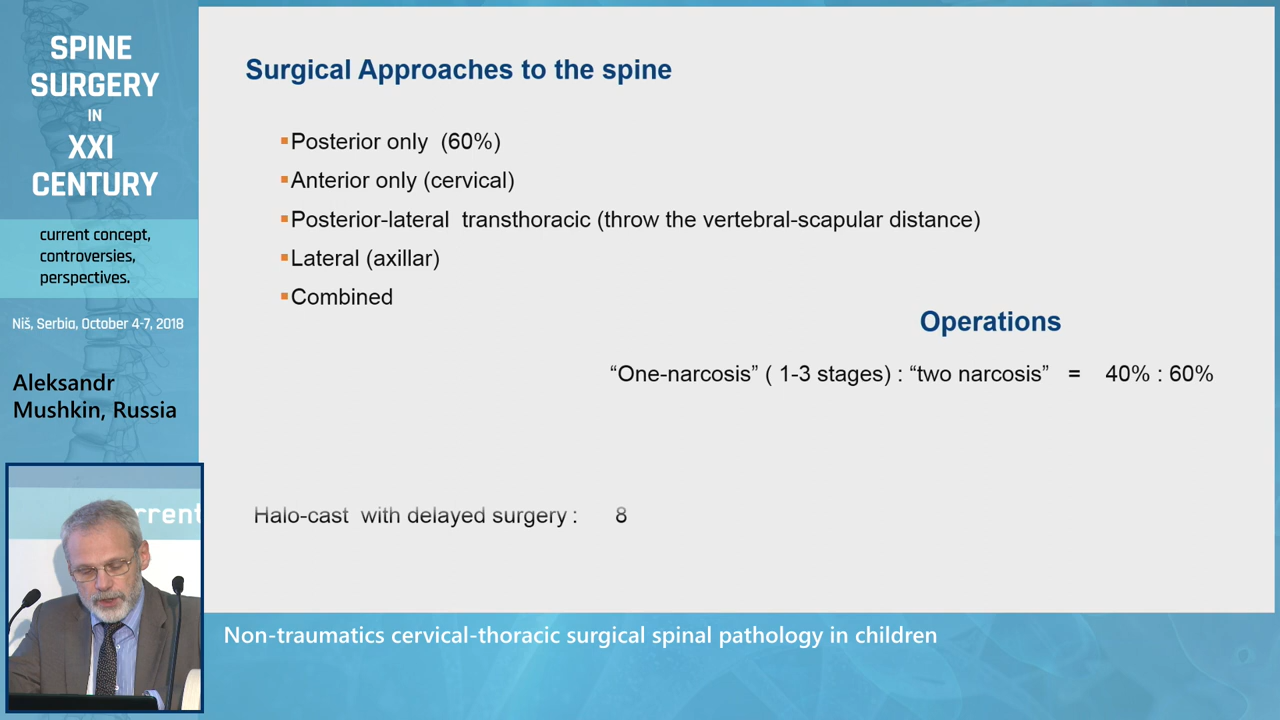 SPINE
SURGERY
IN
XXI
CENTURY
current concept,
controversies,
perspectives.
Niš, Serbia, October 4-7, 2018
Aleksandr
Mushkin, Russia
rrent
Surgical Approaches to the spine
▪Posterior only (60%)
▪Anterior only (cervical)
▪Posterior-lateral transthoracic (throw the vertebral-scapular distance)
▪Lateral (axillar)
▪Combined
Operations
“One-narcosis” ( 1-3 stages) : “two narcosis” = 40% : 60%
Halo-cast with delayed surgery : 8
Non-traumatics cervical-thoracic surgical spinal pathology in children